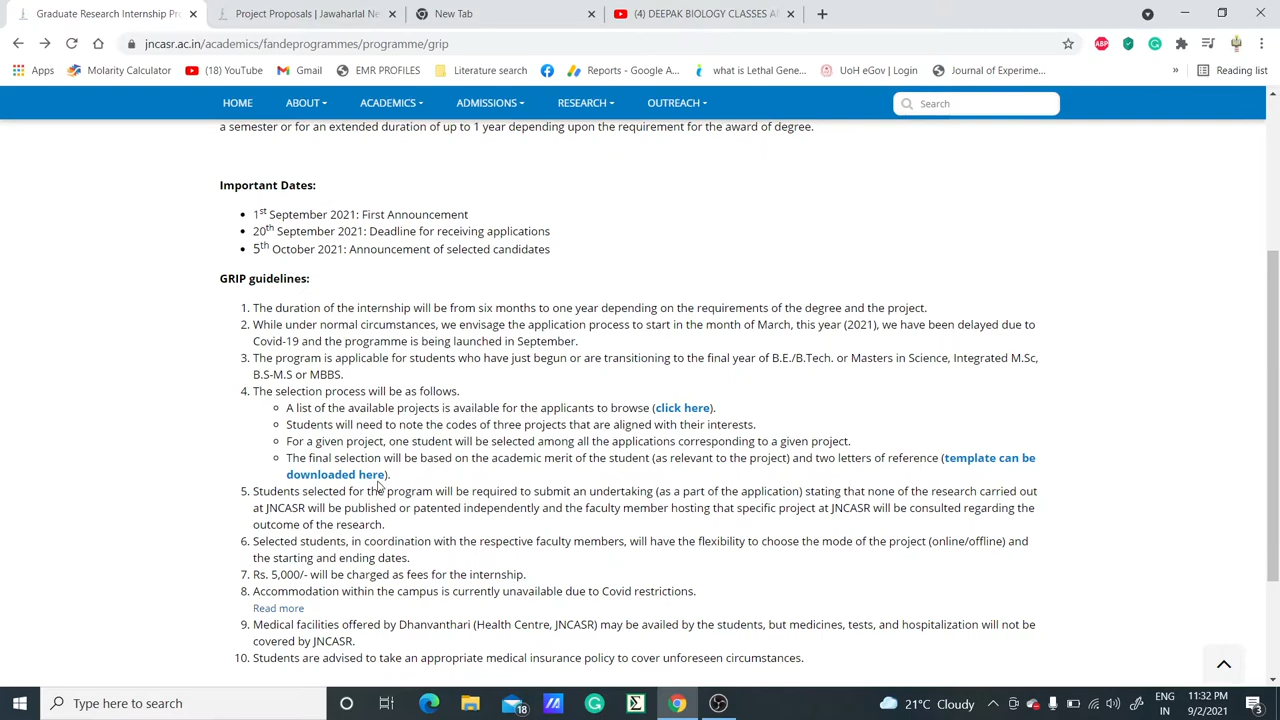 Graduate Research Internship Pr
Project Proposals | Jawaharlal Ne
New Tab
(4) DEEPAK BIOLOGY CLASSES A
jncasr.ac.in/academics/fandeprogrammes/programme/grip
ABP
Apps
Molarity Calculator
(18) YouTube
Gmail
EMR PROFILES
Literature search
Reports - Google A...
what is Lethal Gene...
UoH eGov | Login
Journal of Experime...
»
Reading list
HOME
ABOUT
ACADEMICS
ADMISSIONS
RESEARCH
OUTREACH
Search
a semester or for an extended duration of up to 1 year depending upon the requirement for the award of degree.
Important Dates:
• 1st September 2021: First Announcement
• 20th September 2021: Deadline for receiving applications
• 5th October 2021: Announcement of selected candidates
GRIP guidelines:
1. The duration of the internship will be from six months to one year depending on the requirements of the degree and the project.
2. While under normal circumstances, we envisage the application process to start in the month of March, this year (2021), we have been delayed due to
Covid-19 and the programme is being launched in September.
3. The program is applicable for students who have just begun or are transitioning to the final year of B.E./B.Tech. or Masters in Science, Integrated M.Sc,
B.S-M.S or MBBS.
4. The selection process will be as follows.
A list of the available projects is available for the applicants to browse (click here).
Students will need to note the codes of three projects that are aligned with their interests.
For a given project, one student will be selected among all the applications corresponding to a given project.
The final selection will be based on the academic merit of the student (as relevant to the project) and two letters of reference (template can be
downloaded here).
5. Students selected for the program will be required to submit an undertaking (as a part of the application) stating that none of the research carried out
at JNCASR will be published or patented independently and the faculty member hosting that specific project at JNCASR will be consulted regarding the
outcome of the research.
6. Selected students, in coordination with the respective faculty members, will have the flexibility to choose the mode of the project (online/offline) and
the starting and ending dates.
7. Rs. 5,000/- will be charged as fees for the internship.
8. Accommodation within the campus is currently unavailable due to Covid restrictions.
Read more
9. Medical facilities offered by Dhanvanthari (Health Centre, JNCASR) may be availed by the students, but medicines, tests, and hospitalization will not be
covered by JNCASR.
10. Students are advised to take an appropriate medical insurance policy to cover unforeseen circumstances.
Type here to search
18
21°C Cloudy
ENG
IN
11:32 PM
9/2/2021
3